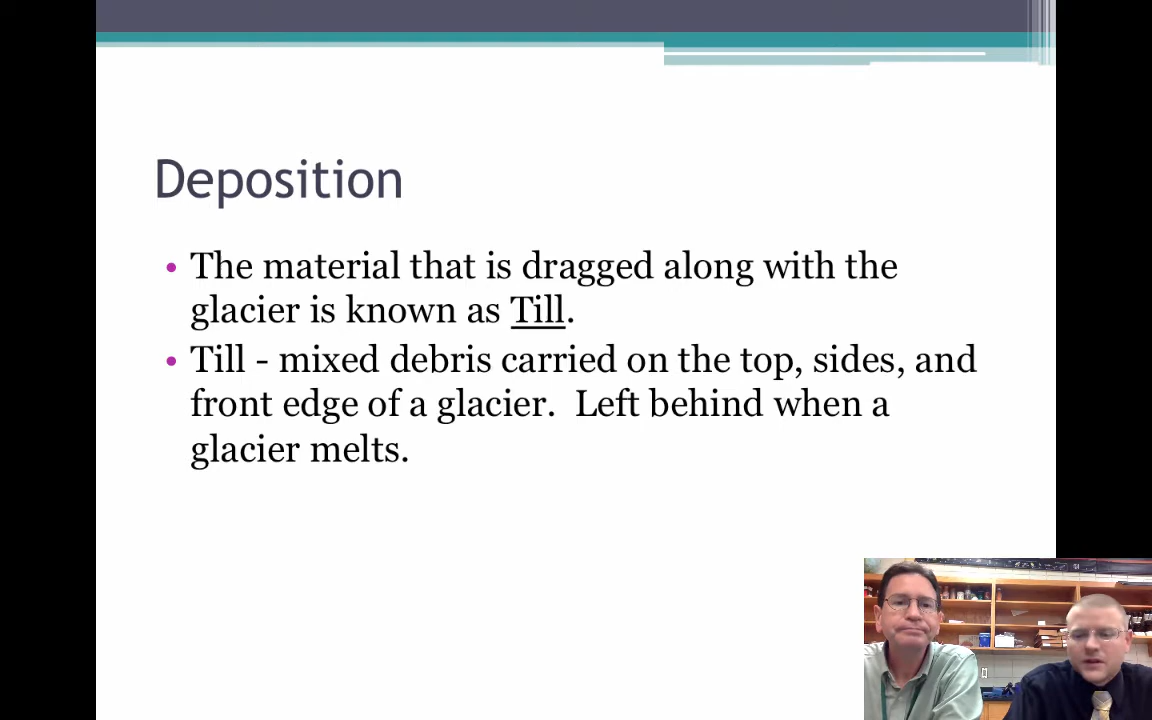 Deposition
• The material that is dragged along with the
glacier is known as Till.
• Till - mixed debris carried on the top, sides, and
front edge of a glacier.  Left behind when a
glacier melts.